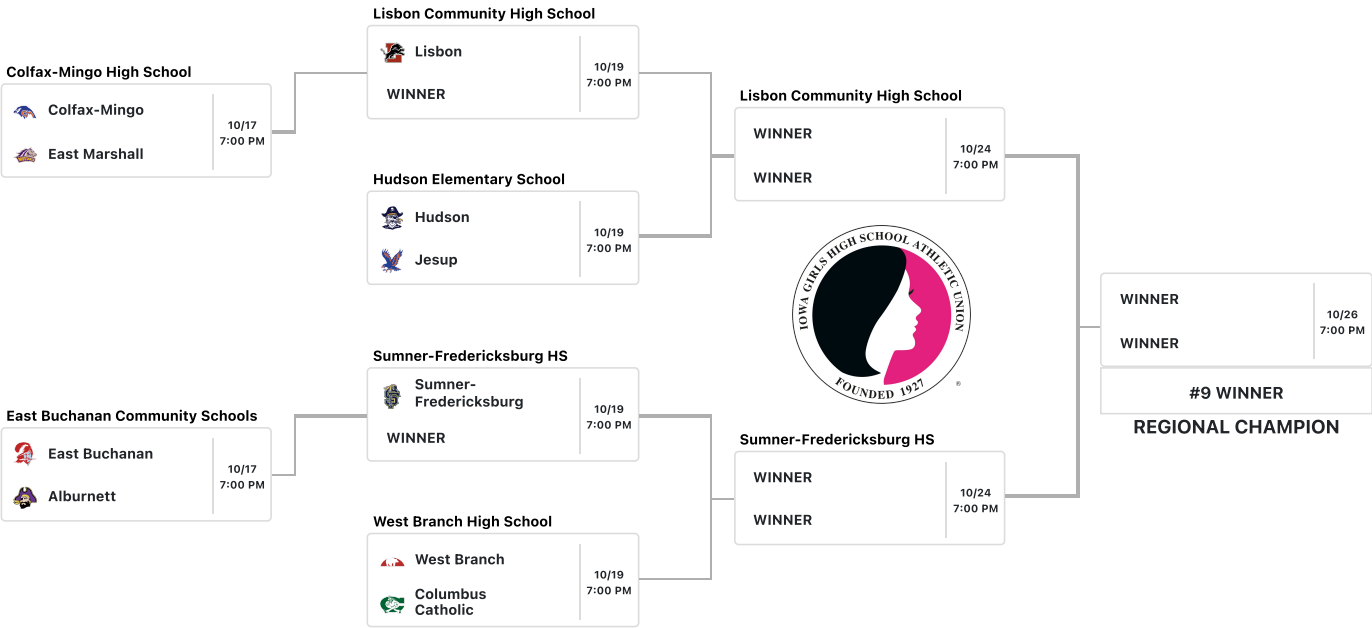 Colfax-Mingo High School
Colfax-Mingo
East Marshall
10/17
7:00 PM
East Buchanan Community Schools
East Buchanan
Alburnett
10/17
7:00 PM
Lisbon Community High School
Lisbon
WINNER
10/19
7:00 PM
Hudson Elementary School
Hudson
Jesup
10/19
7:00 PM
Sumner-Fredericksburg HS
Sumner-
Fredericksburg
WINNER
10/19
7:00 PM
West Branch High School
West Branch
Columbus
Catholic
10/19
7:00 PM
Lisbon Community High School
WINNER
WINNER
10/24
7:00 PM
IOWA GIRLS HIGH SCHOOL ATHLETIC UNION
FOUNDED 1927
®
Sumner-Fredericksburg HS
WINNER
WINNER
10/24
7:00 PM
WINNER
WINNER
10/26
7:00 PM
#9 WINNER
REGIONAL CHAMPION